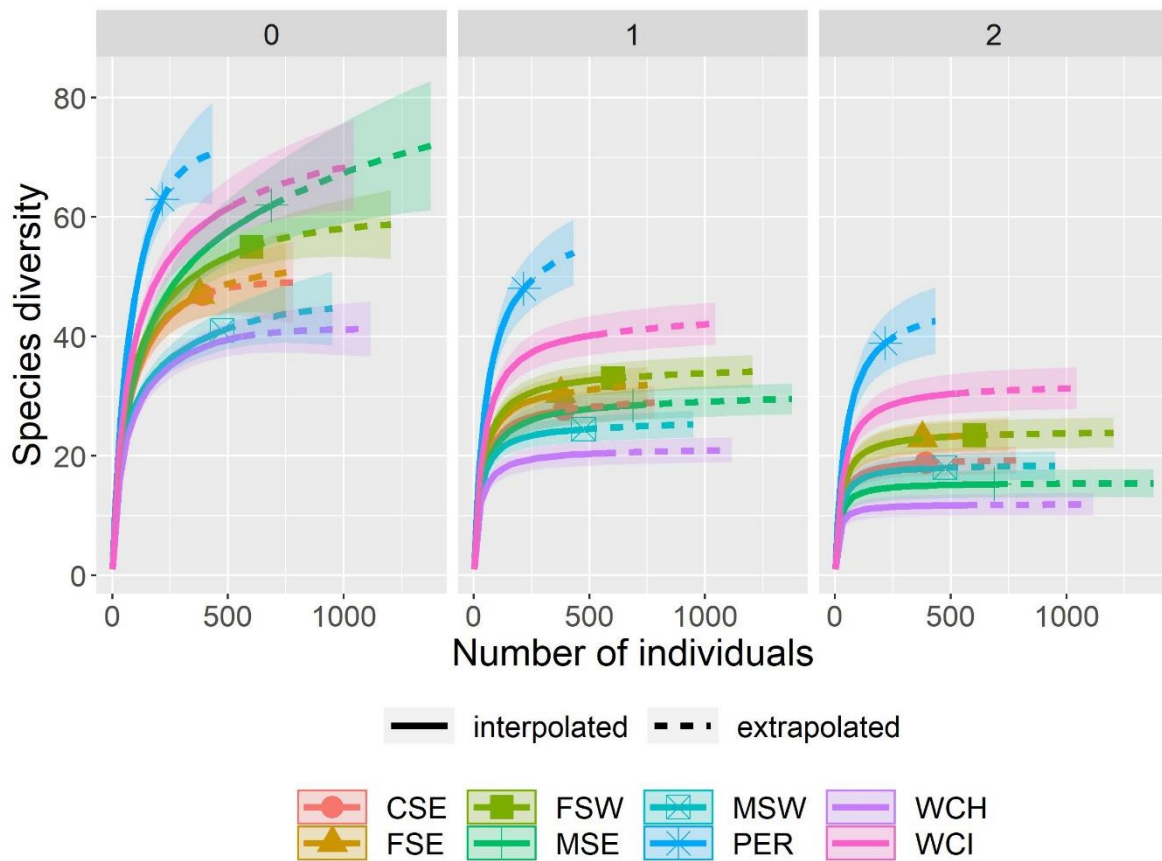 0 1 2
80
60
40
20
0
Species diversity
0 500 1000 0 500 1000 0 500 1000
Number of individuals
interpolated extrapolated
CSE FSW MSW WCH
FSE MSE PER WCI